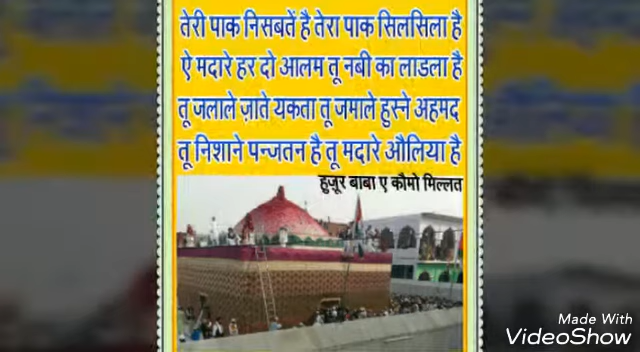 तेरी पाक निसबतें है तेरा पाक सिलसिला है
ऐ मदारे हर दो आलम तू नबी का लाडला है
तू जलाले ज़ाते यकता तू जमाले हुस्ने अहमद
तू निशाने पन्जतन है तू मदारे औलिया है
हुज़ूर बाबा ए कौमो मिल्लत
Made With
VideoShow